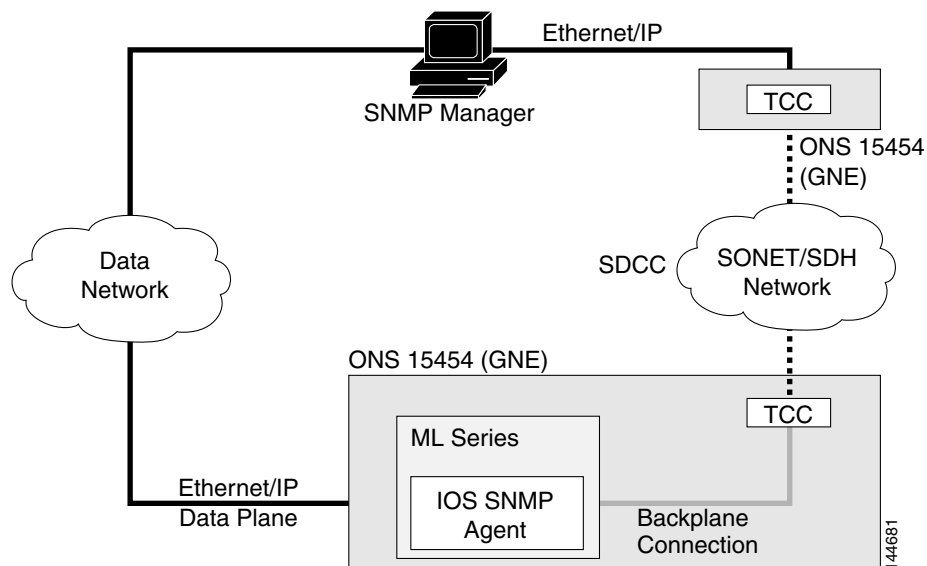 Ethernet/IP
SNMP Manager
TCC
ONS 15454
(GNE)
Data
Network
SDCC
SONET/SDH
Network
ONS 15454 (GNE)
TCC
ML Series
IOS SNMP
Agent
Ethernet/IP
Data Plane
Backplane
Connection
144681